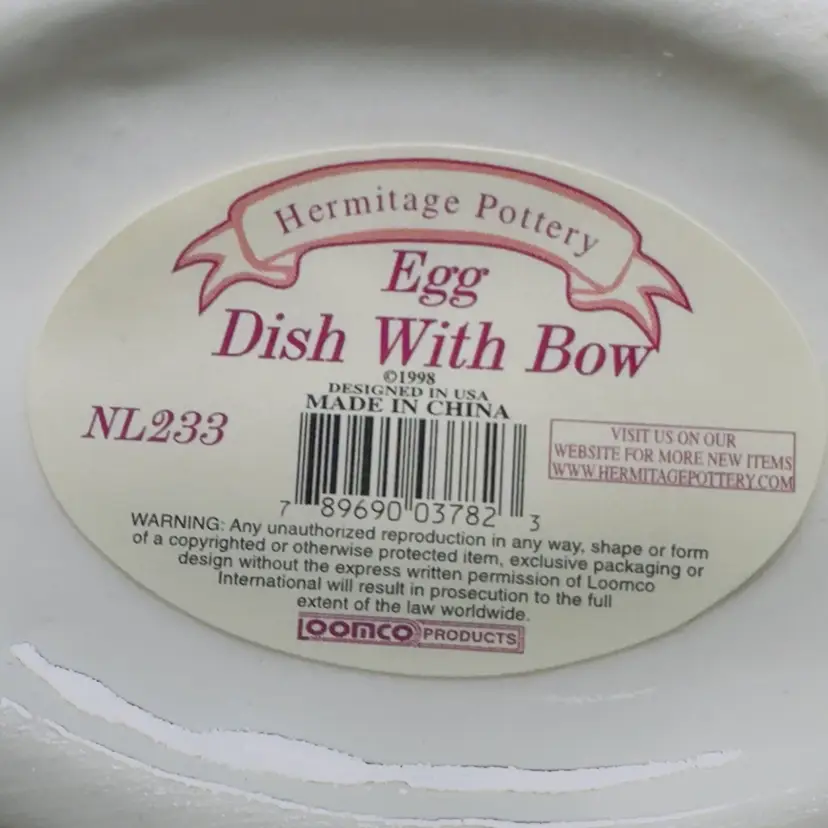 Hermitage Pottery
Egg
Dish With Bow
©1998
DESIGNED IN USA
MADE IN CHINA
NL233
VISIT US ON OUR
WEBSITE FOR MORE NEW ITEMS
WWW.HERMITAGEPOTTERY.COM
7 89690 03782 3
WARNING: Any unauthorized reproduction in any way, shape or form
of a copyrighted or otherwise protected item, exclusive packaging or
design without the express written permission of Loomco
International will result in prosecution to the full
extent of the law worldwide.
LOOMCO PRODUCTS